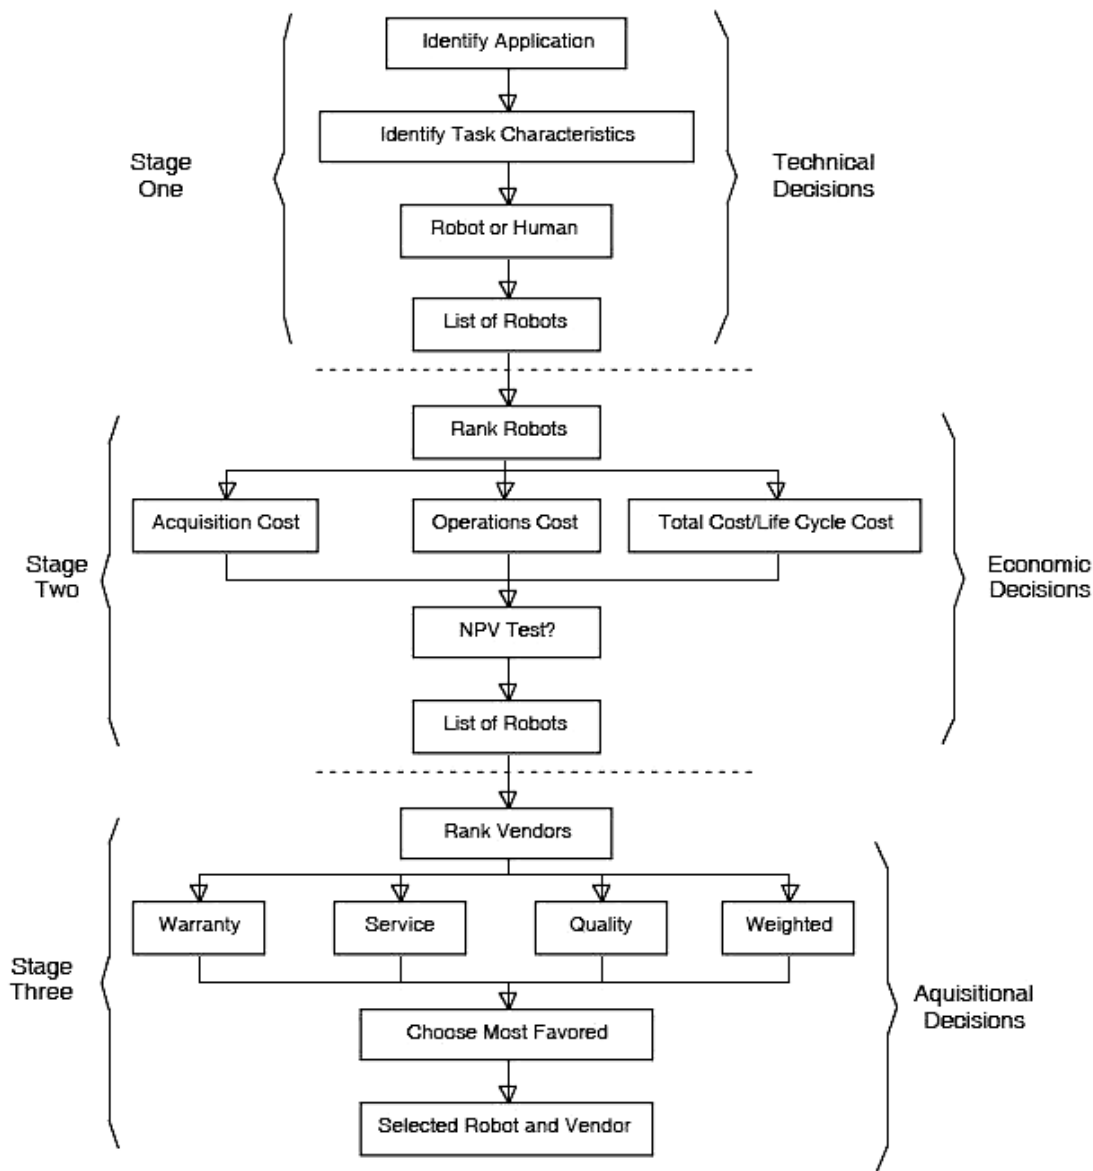 Identify Application
Identify Task Characteristics
Stage
One
Technical
Decisions
Robot or Human
List of Robots
Rank Robots
Acquisition Cost
Operations Cost
Total Cost/Life Cycle Cost
Stage
Two
Economic
Decisions
NPV Test?
List of Robots
Rank Vendors
Warranty
Service
Quality
Weighted
Stage
Three
Aquisitional
Decisions
Choose Most Favored
Selected Robot and Vendor